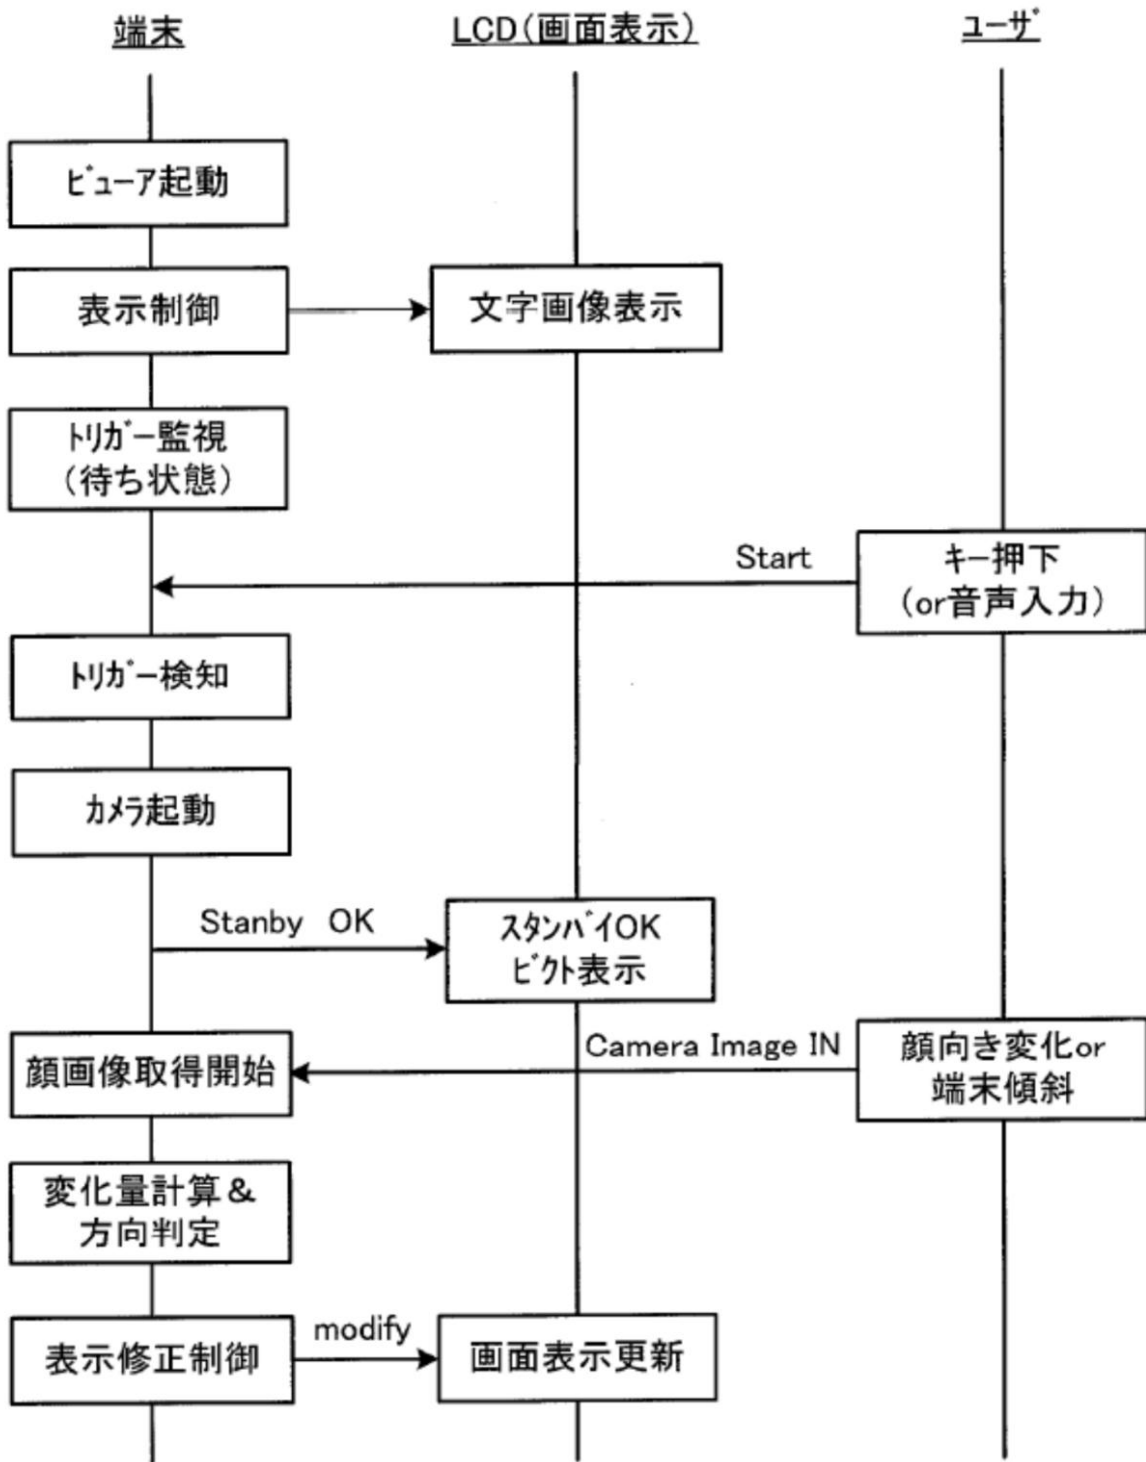 端末
LCD(画面表示)
ﾕｰｻﾞ
ﾋﾞｭｰｱ起動
表示制御
文字画像表示
ﾄﾘｶﾞｰ監視
(待ち状態)
Start
キー押下
(or音声入力)
ﾄﾘｶﾞｰ検知
ｶﾒﾗ起動
Stanby OK
ｽﾀﾝﾊﾞｲOK
ﾋﾟｸﾄ表示
Camera Image IN
顔向き変化or
端末傾斜
顔画像取得開始
変化量計算&
方向判定
modify
表示修正制御
画面表示更新